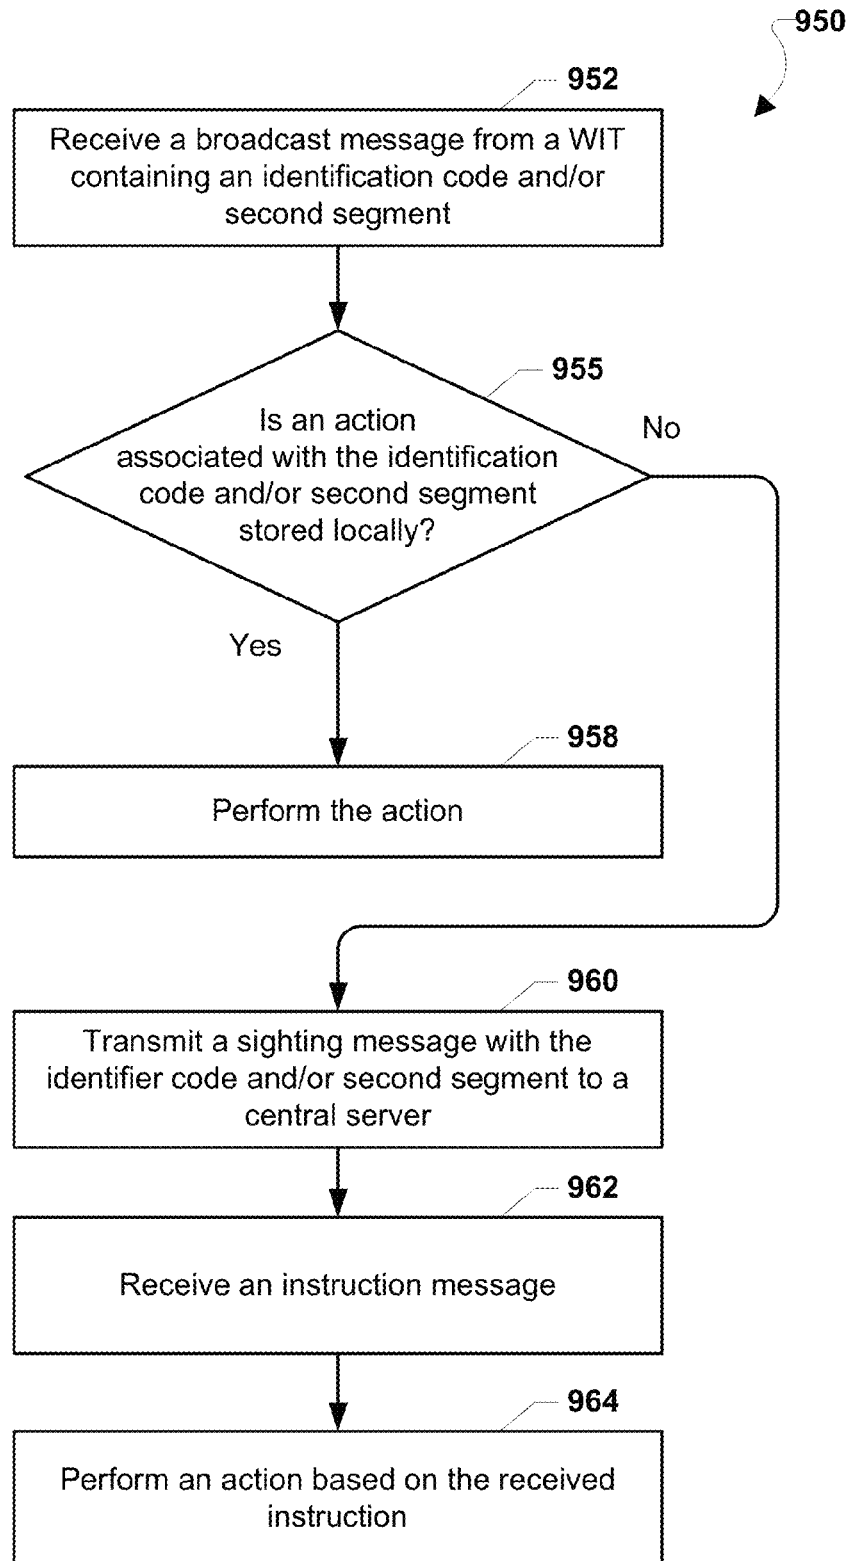 950
952
Receive a broadcast message from a WIT
containing an identification code and/or
second segment
955
Is an action
associated with the identification
code and/or second segment
stored locally?
No
Yes
958
Perform the action
960
Transmit a sighting message with the
identifier code and/or second segment to a
central server
962
Receive an instruction message
964
Perform an action based on the received
instruction